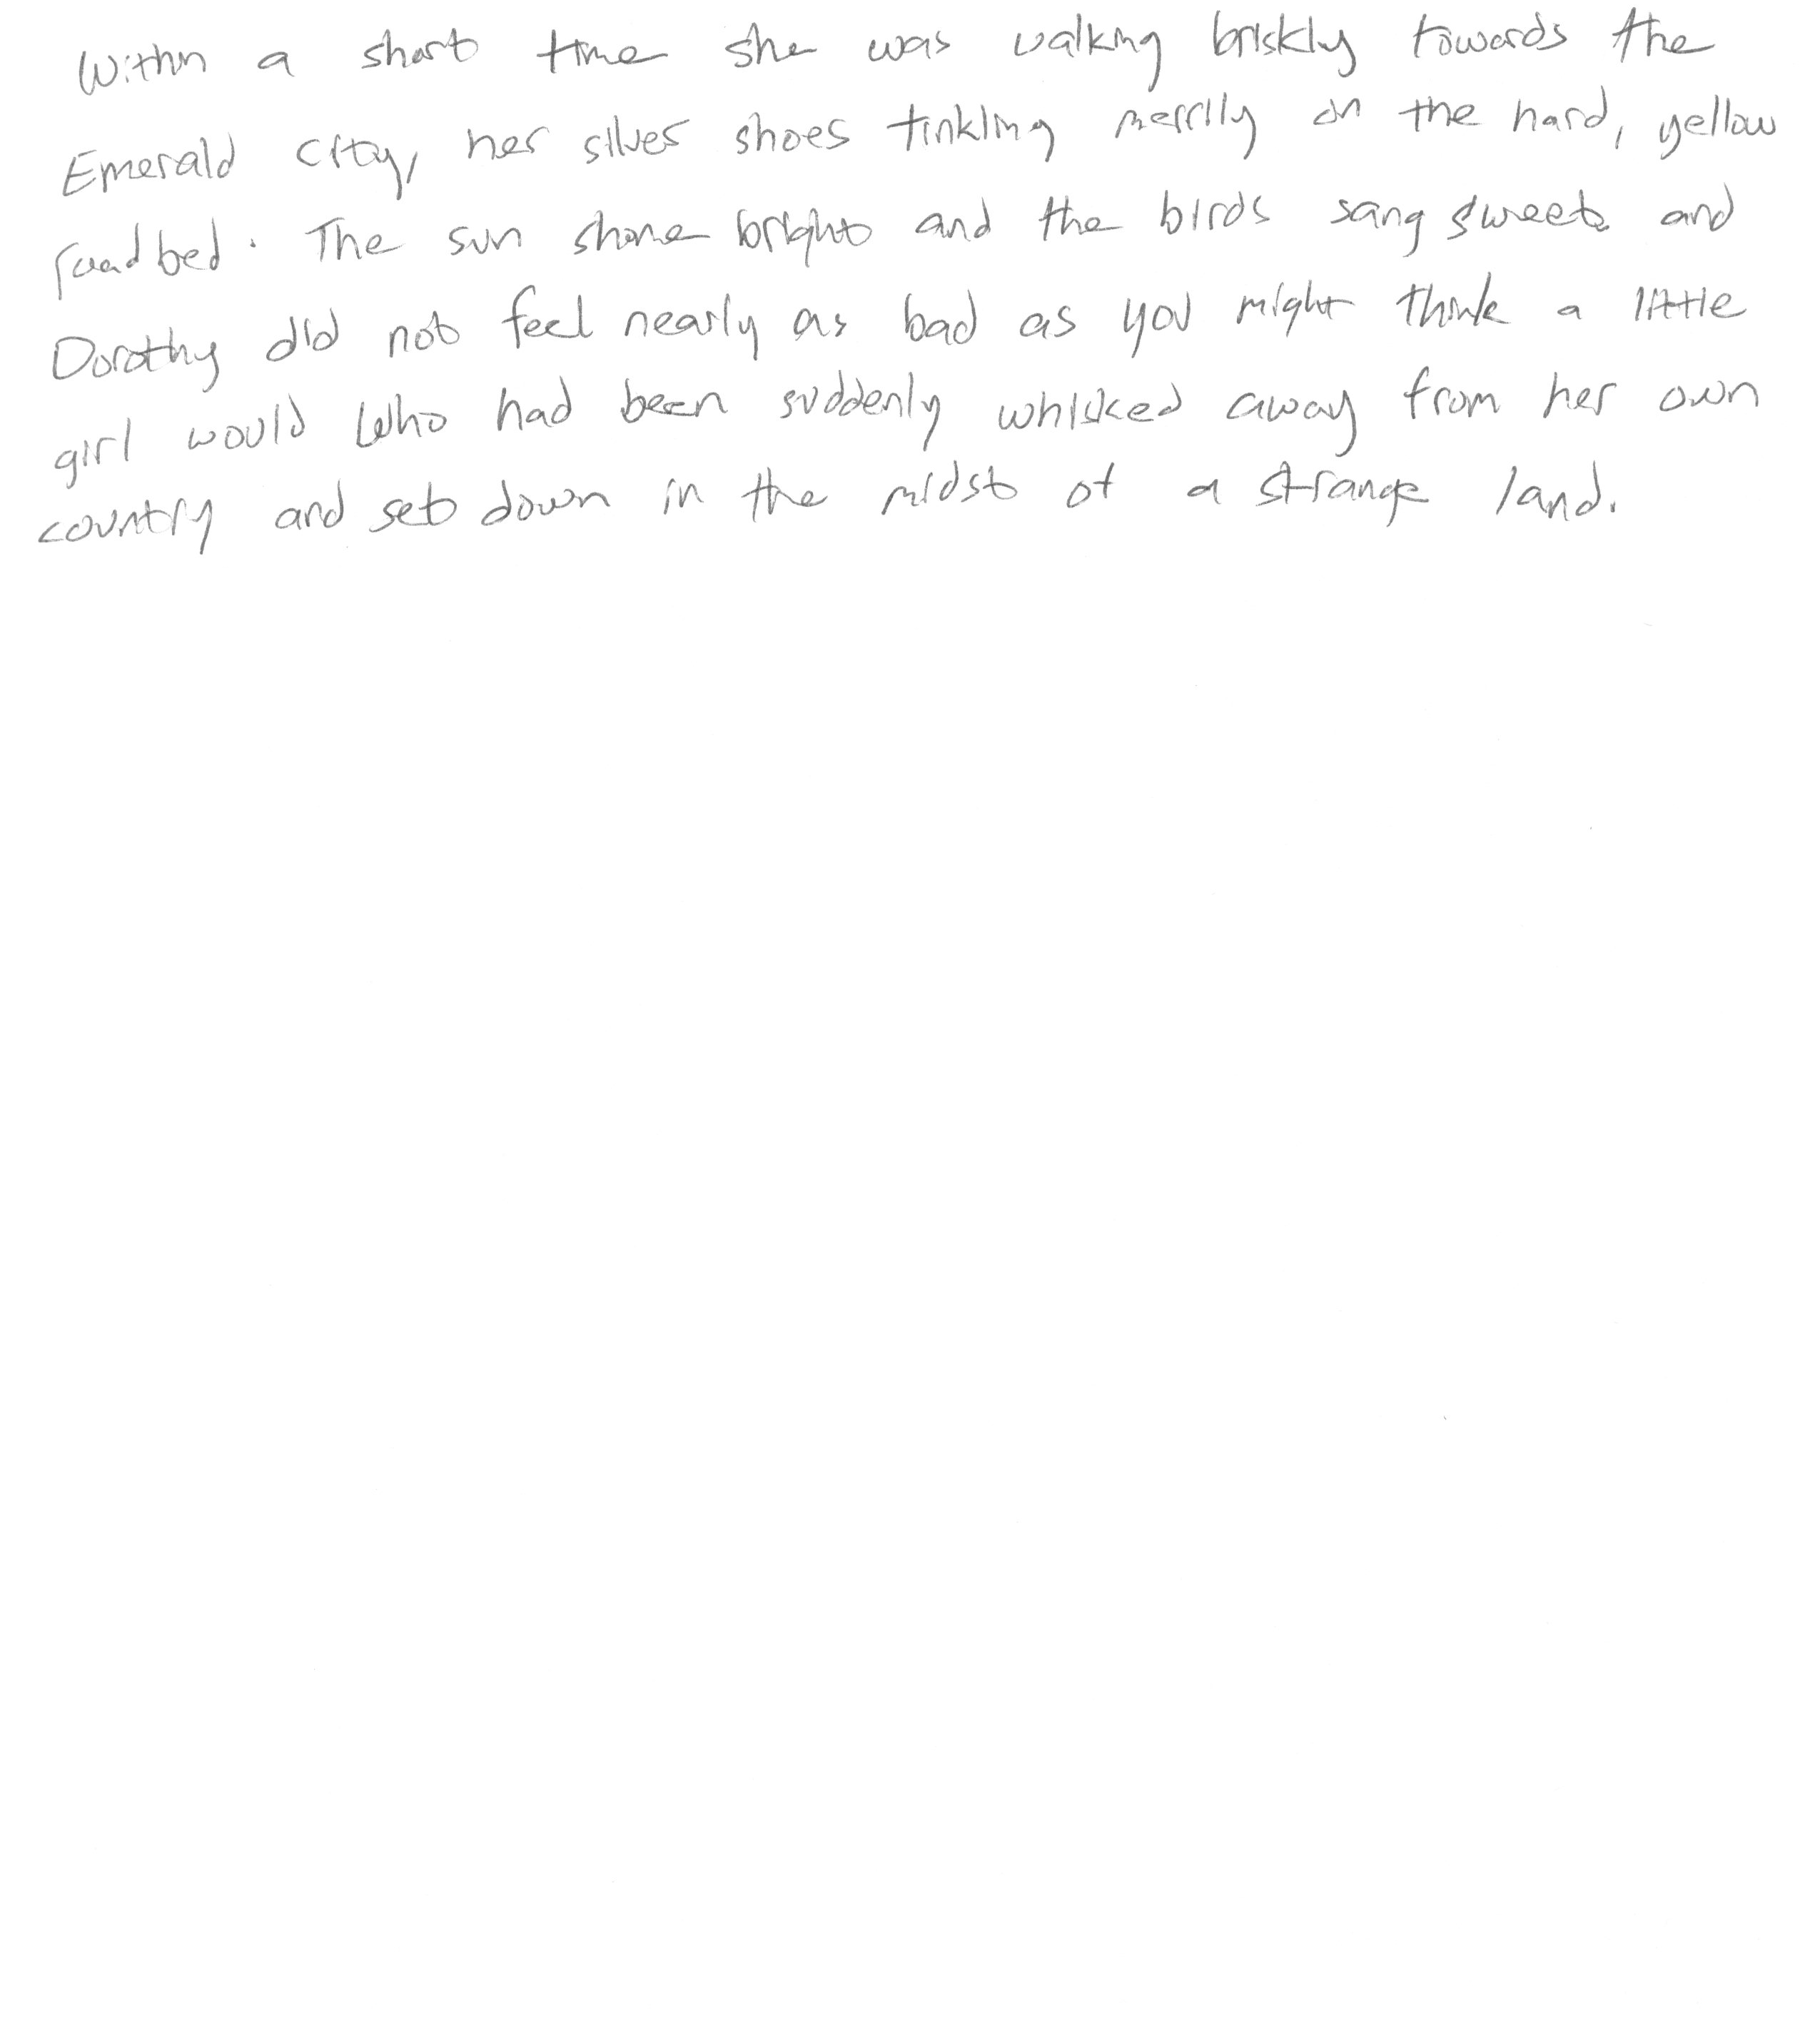 Within a short time she was walking briskly towards the
Emerald City, her silver shoes tinkling merrily on the hard, yellow
roadbed. The sun shone bright and the birds sang sweet and
Dorothy did not feel nearly as bad as you might think a little
girl would who had been suddenly whisked away from her own
country and set down in the midst of a strange land.